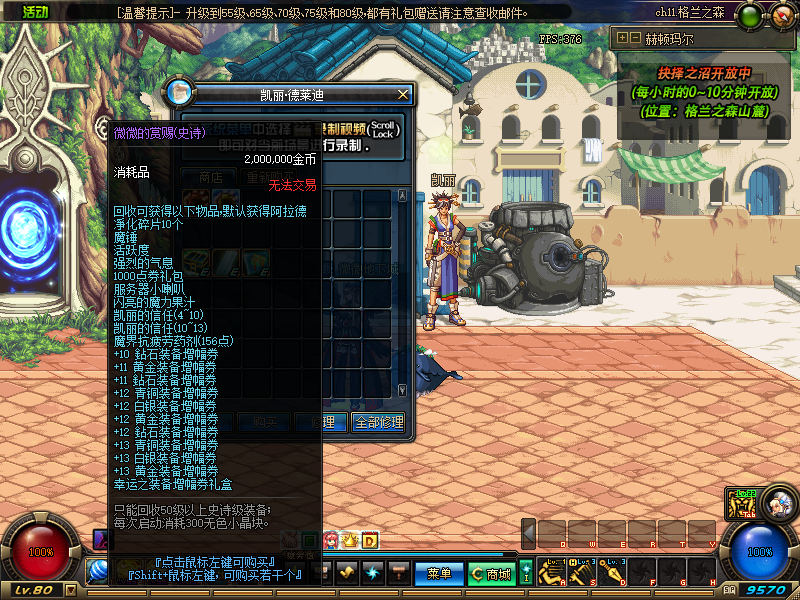 活动
[温馨提示]- 升级到55级、65级、70级、75级和80级,都有礼包赠送请注意查收邮件。
ch11.格兰之森
FPS:376
赫顿玛尔
抉择之沼开放中
(每小时的0~10分钟开放)
(位置: 格兰之森山麓)
凯丽·德莱迪
录制视频(Scroll Lock)
行录制.
商店
凯丽
微微的赏赐(史诗)
2,000,000金币
消耗品
无法交易
回收可获得以下物品,默认获得阿拉德
净化碎片10个
魔锤
活跃度
强烈的气息
1000点券礼包
服务器小喇叭
闪亮的魔力果汁
凯丽的信任(4~10)
凯丽的信任(10~13)
魔界抗疲劳药剂(156点)
+10 鉆石装备增幅券
+11 黄金装备增幅券
+11 鉆石装备增幅券
+12 青铜装备增幅券
+12 白银装备增幅券
+12 黄金装备增幅券
+12 鉆石装备增幅券
+13 青铜装备增幅券
+13 白银装备增幅券
+13 黄金装备增幅券
幸运之装备增幅券礼盒
只能回收50级以上史诗级装备;
每次启动消耗300无色小晶块。
『点击鼠标左键可购买』
『Shift+鼠标左键, 可购买若干个』
购买
修理
全部修理
100%
Lv.80
菜单
商城
Q W E R T Y
A S D F G H
100%
SP 9570